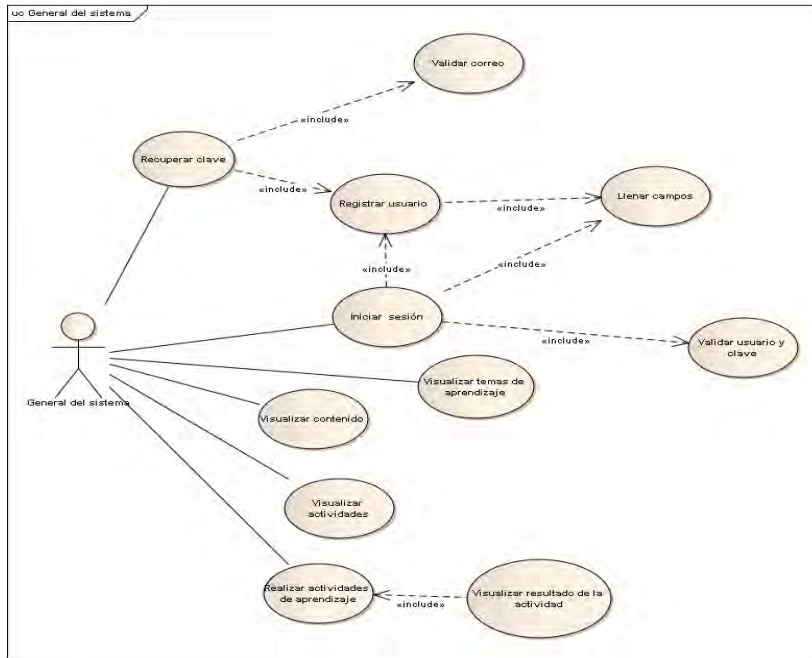 uc General del sistema
Validar correo
«include»
Recuperar clave
«include»
Registrar usuario
«include»
Llenar campos
«include»
«include»
Iniciar sesión
«include»
Validar usuario y
clave
General del sistema
Visualizar temas de
aprendizaje
Visualizar contenido
Visualizar
actividades
Realizar actividades
de aprendizaje
«include»
Visualizar resultado de la
actividad